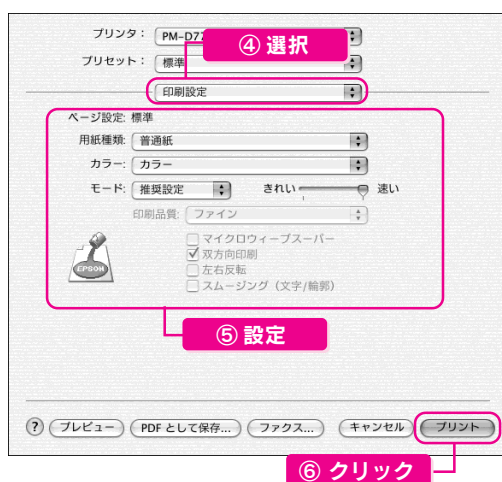 プリンタ： PM-D77
④ 選択
プリセット： 標準
印刷設定
ページ設定: 標準
用紙種類: 普通紙
カラー: カラー
モード: 推奨設定 きれい 速い
印刷品質: ファイン
マイクロウィーブスーパー
双方向印刷
左右反転
スムージング（文字/輪郭）
EPSON
⑤ 設定
? プレビュー PDF として保存... ファクス... キャンセル プリント
⑥ クリック